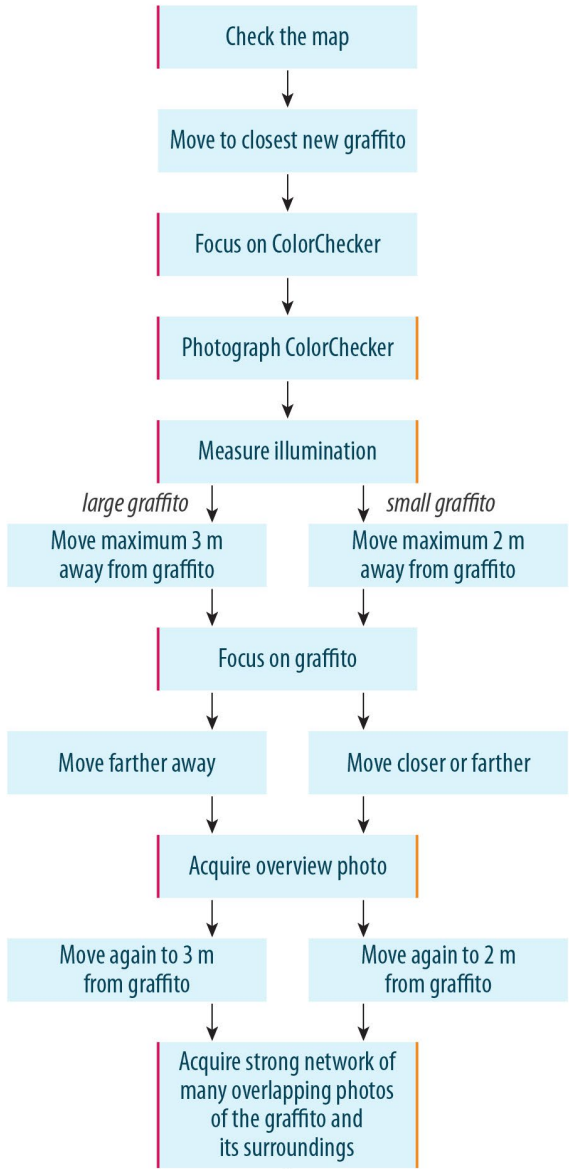 Check the map
Move to closest new graffito
Focus on ColorChecker
Photograph ColorChecker
Measure illumination
large graffito
small graffito
Move maximum 3 m
away from graffito
Move maximum 2 m
away from graffito
Focus on graffito
Move farther away
Move closer or farther
Acquire overview photo
Move again to 3 m
from graffito
Move again to 2 m
from graffito
Acquire strong network of
many overlapping photos
of the graffito and
its surroundings